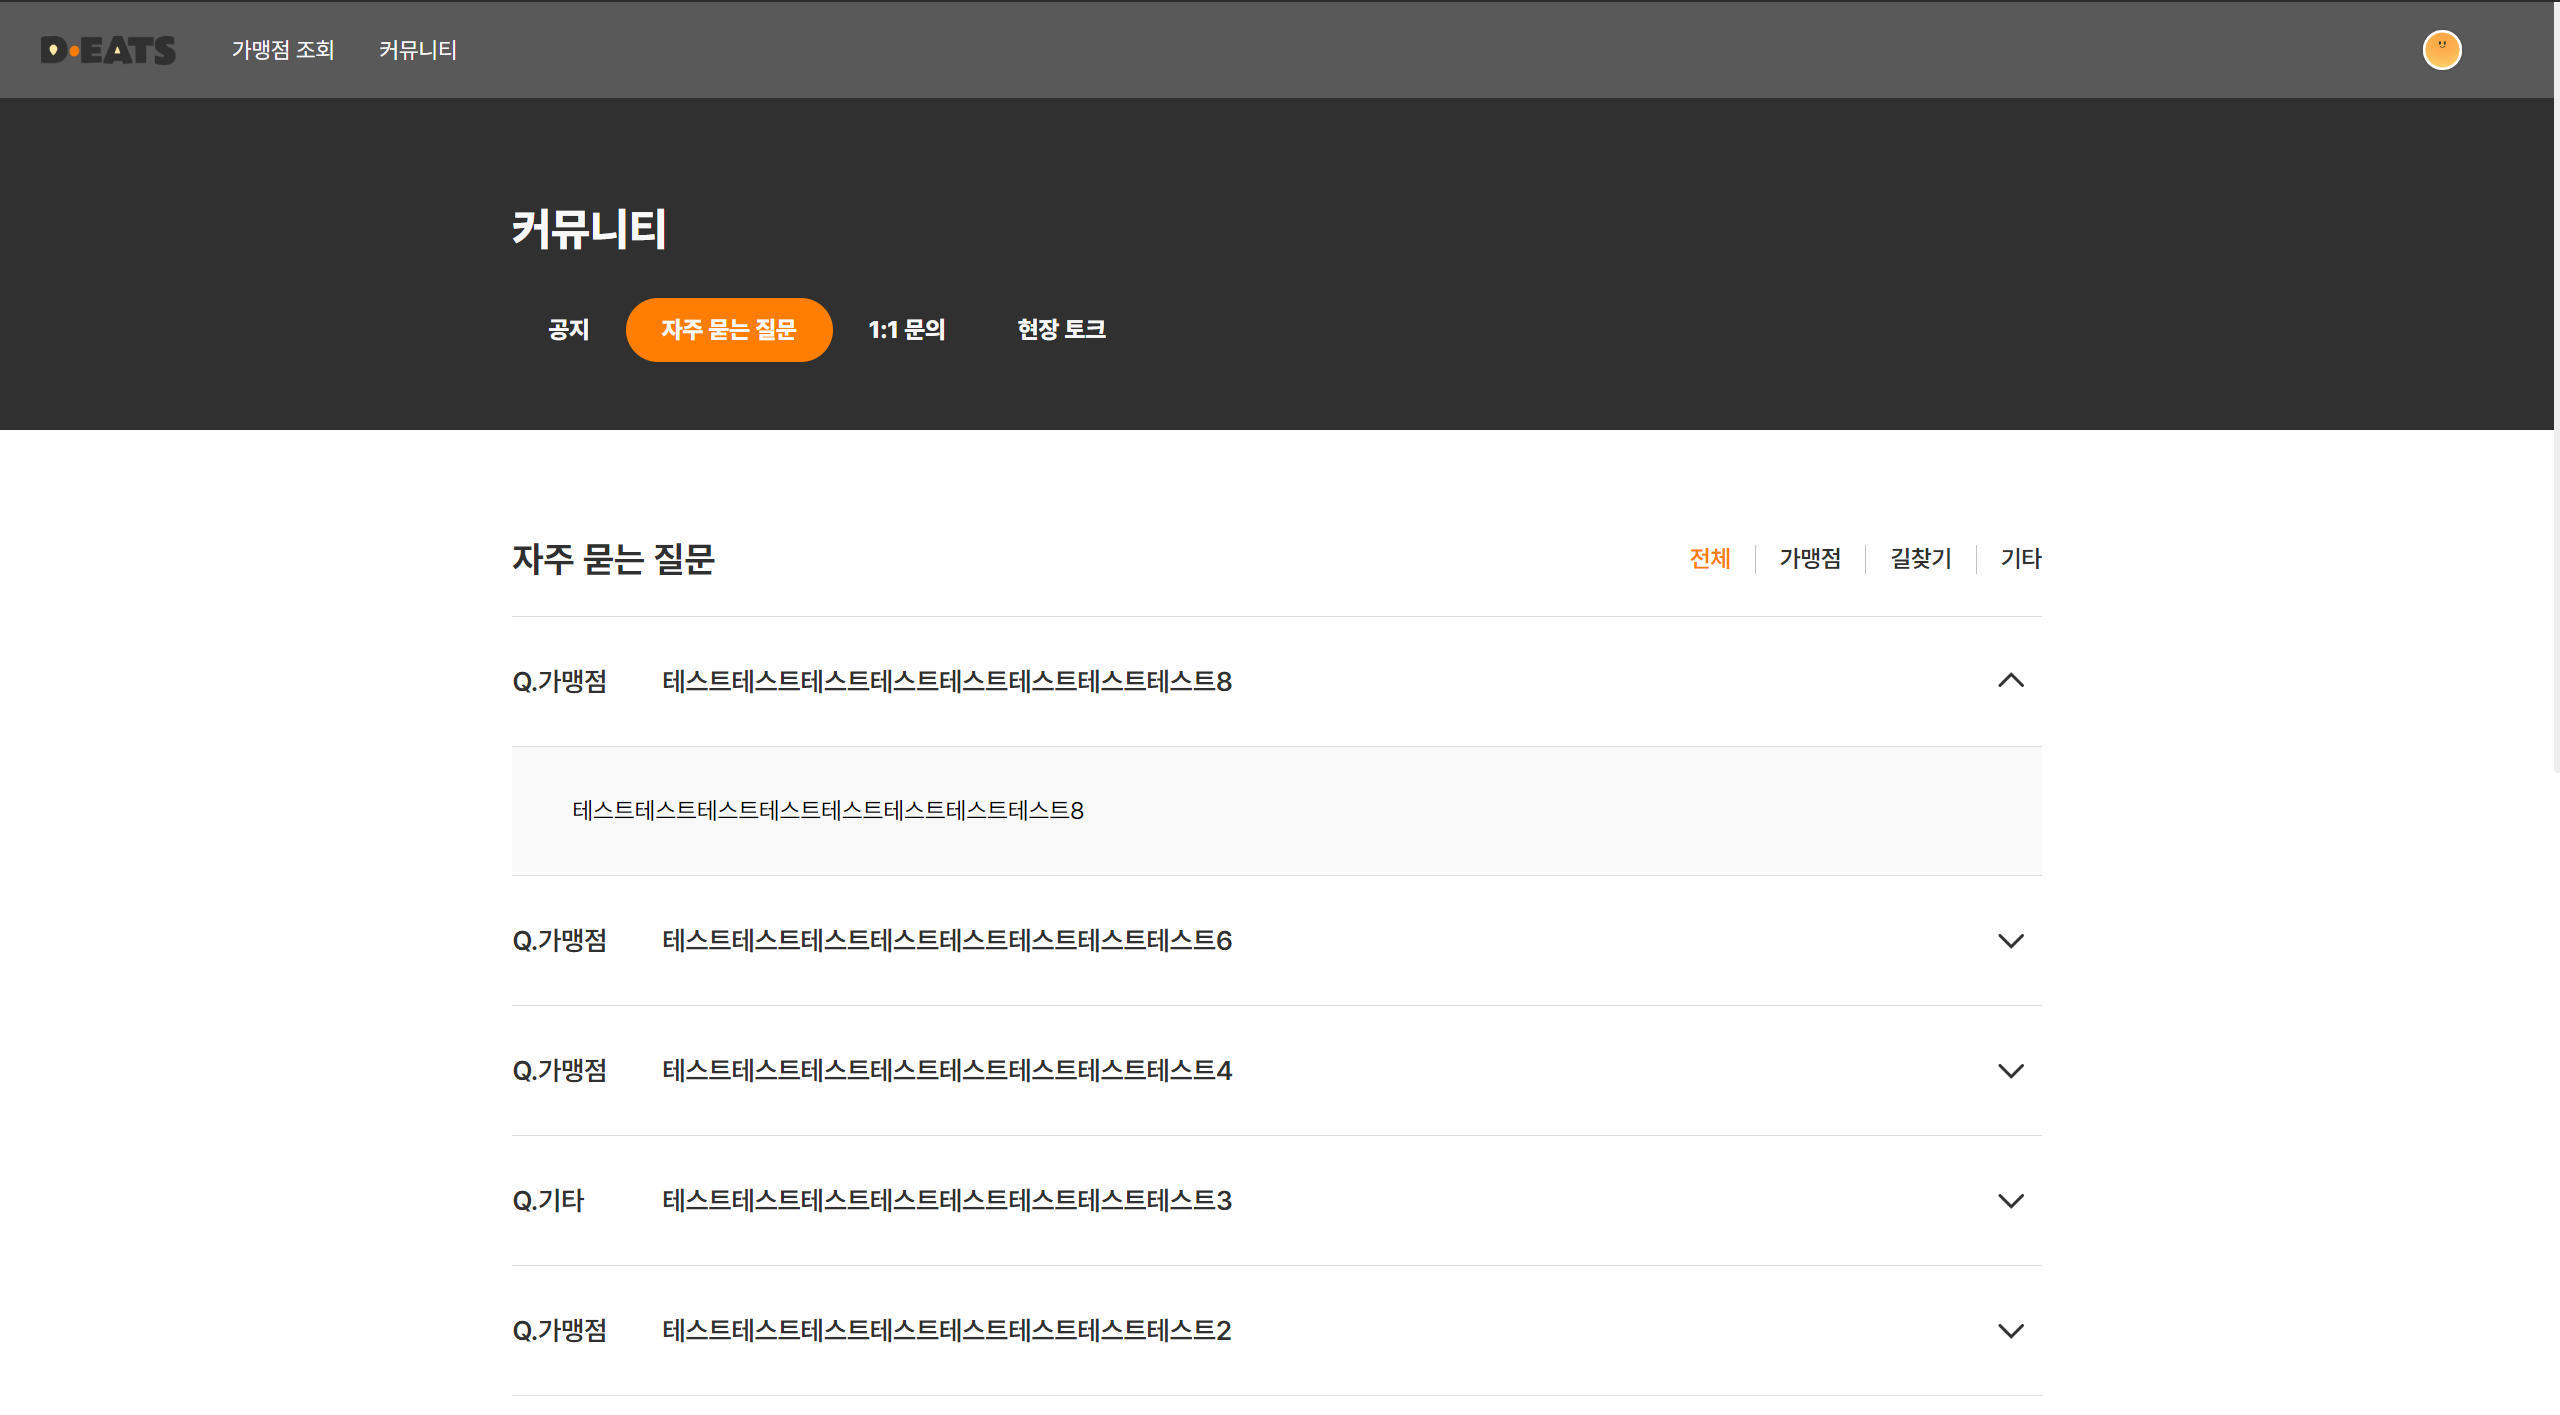 D·EATS 가맹점 조회 커뮤니티
커뮤니티
공지 자주 묻는 질문 1:1 문의 현장 토크
자주 묻는 질문 전체 가맹점 길찾기 기타
Q.가맹점 테스트테스트테스트테스트테스트테스트테스트테스트8
테스트테스트테스트테스트테스트테스트테스트테스트8
Q.가맹점 테스트테스트테스트테스트테스트테스트테스트테스트6
Q.가맹점 테스트테스트테스트테스트테스트테스트테스트테스트4
Q.기타 테스트테스트테스트테스트테스트테스트테스트테스트3
Q.가맹점 테스트테스트테스트테스트테스트테스트테스트테스트2